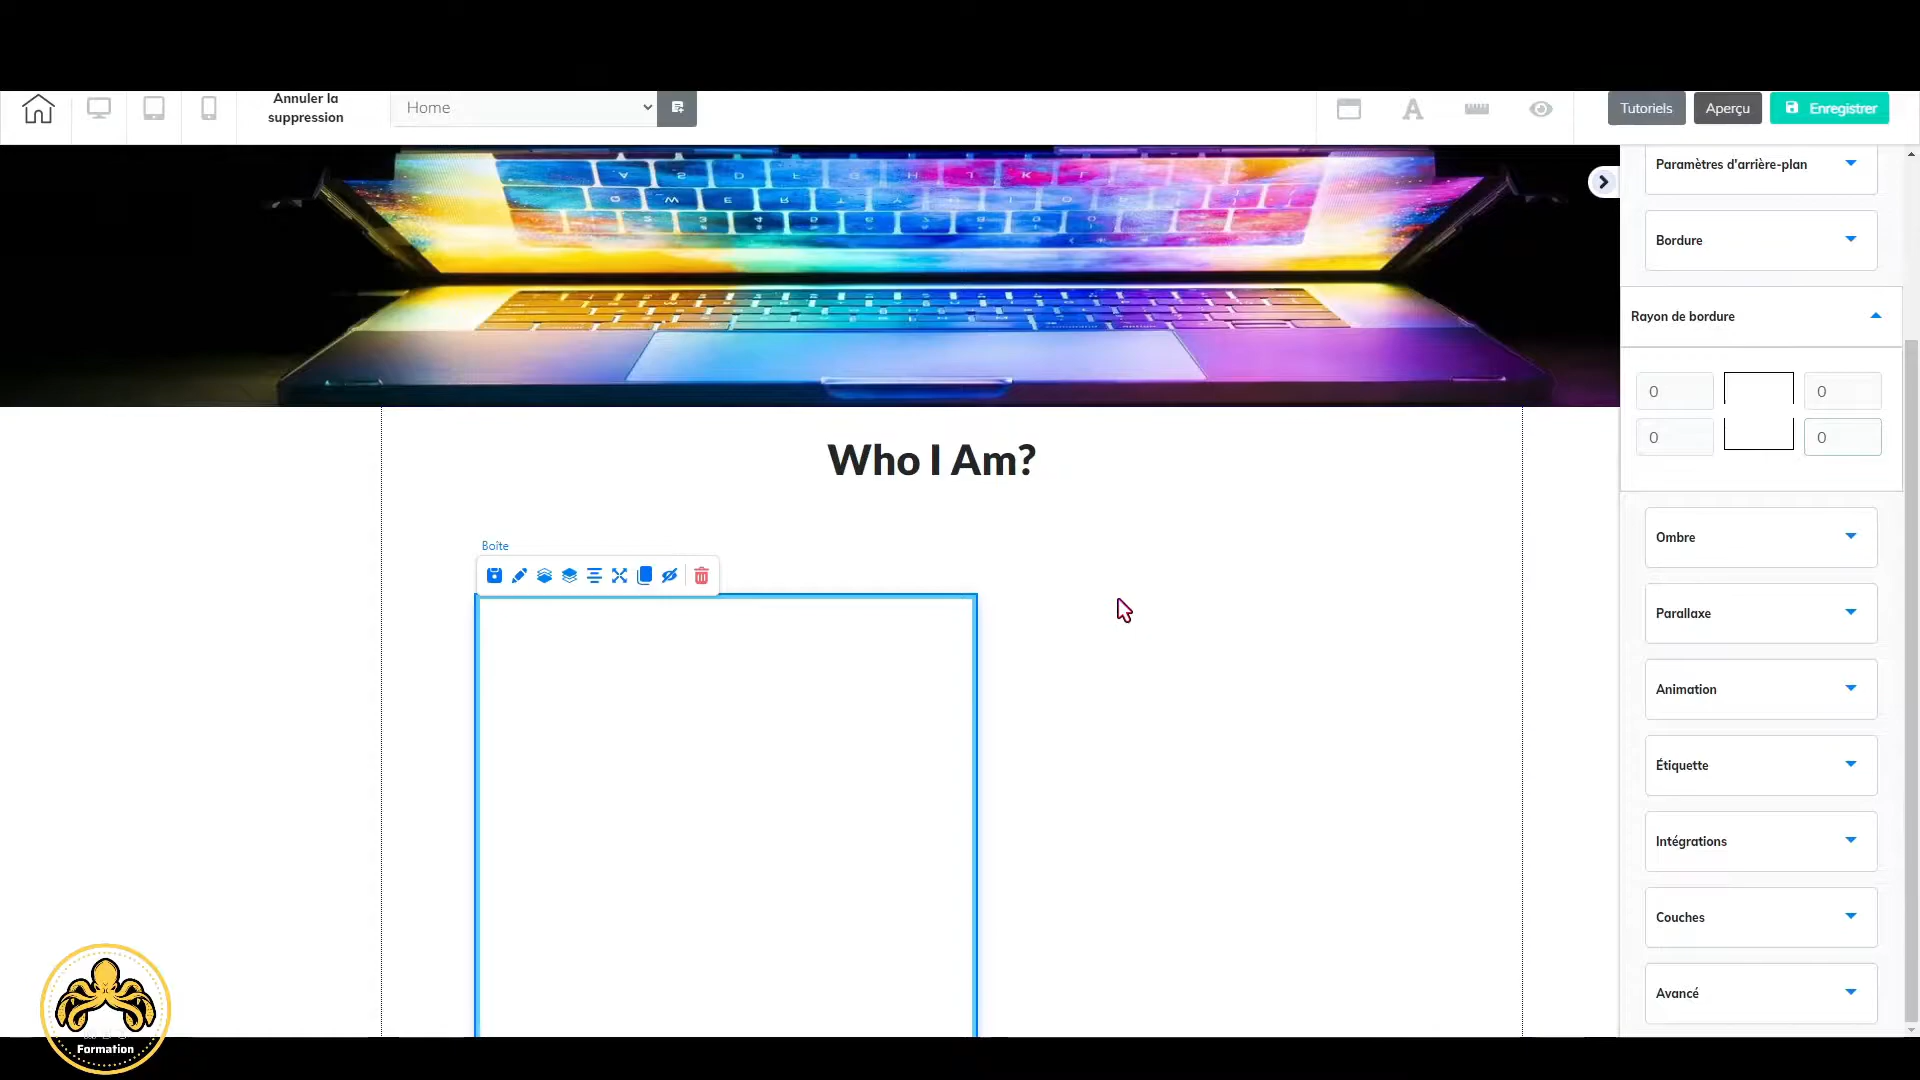 Annuler la
suppression
Home
Tutoriels
Aperçu
Enregistrer
Paramètres d'arrière-plan
Bordure
Rayon de bordure
0
0
0
0
Who I Am?
Boîte
Ombre
Parallaxe
Animation
Étiquette
Intégrations
Couches
Avancé
Formation